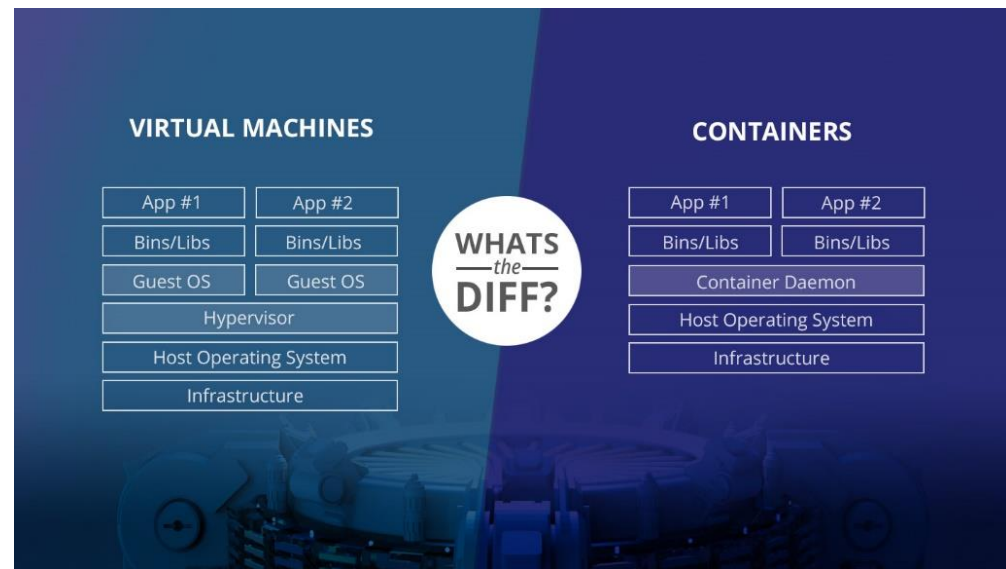 VIRTUAL MACHINES
App #1 App #2
Bins/Libs Bins/Libs
Guest OS Guest OS
Hypervisor
Host Operating System
Infrastructure
WHATS
the
DIFF?
CONTAINERS
App #1 App #2
Bins/Libs Bins/Libs
Container Daemon
Host Operating System
Infrastructure